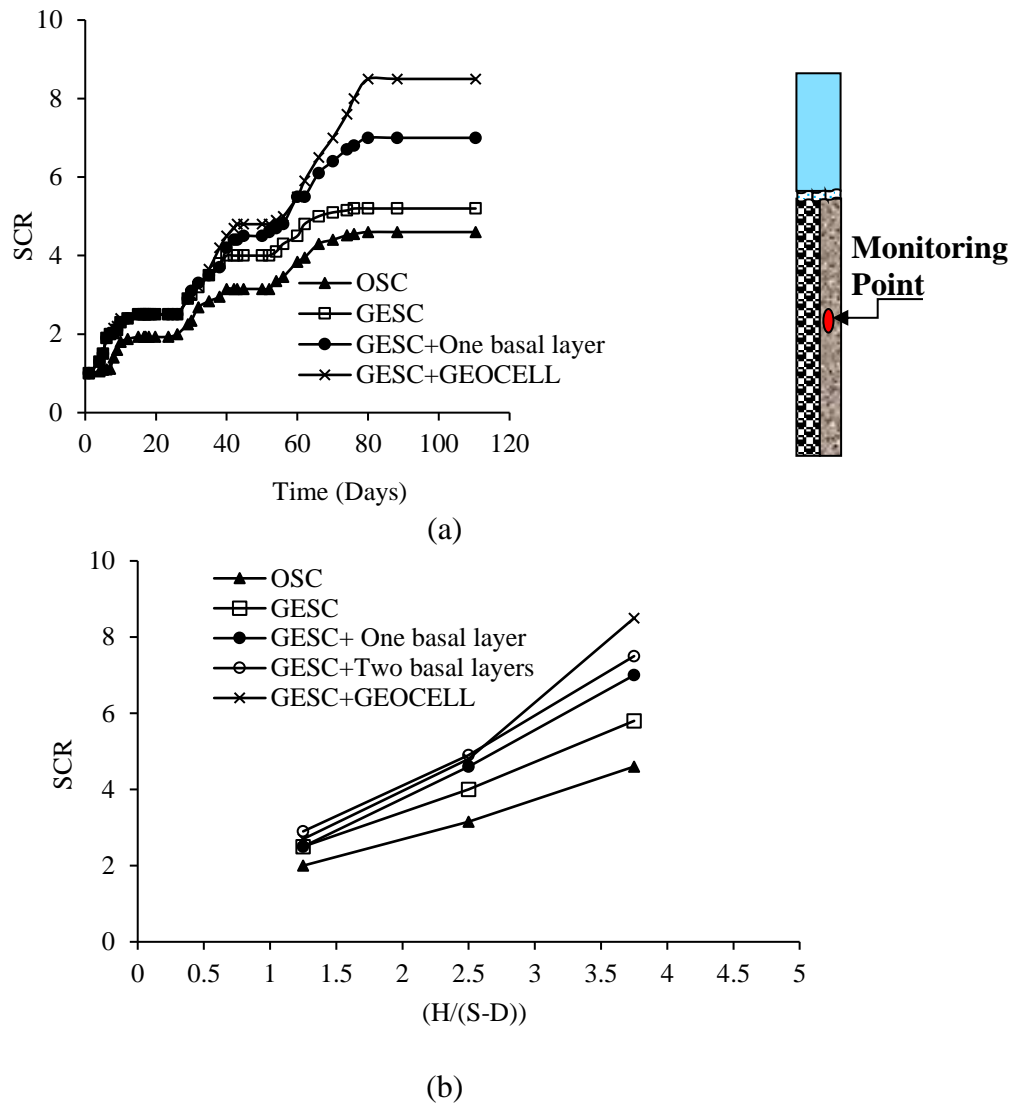 10
8
6
4
2
0
SCR
OSC
GESC
GESC+One basal layer
GESC+GEOCELL
0 20 40 60 80 100 120
Time (Days)
Monitoring
Point
(a)
10
8
6
4
2
0
SCR
OSC
GESC
GESC+ One basal layer
GESC+Two basal layers
GESC+GEOCELL
0 0.5 1 1.5 2 2.5 3 3.5 4 4.5 5
(H/(S-D))
(b)